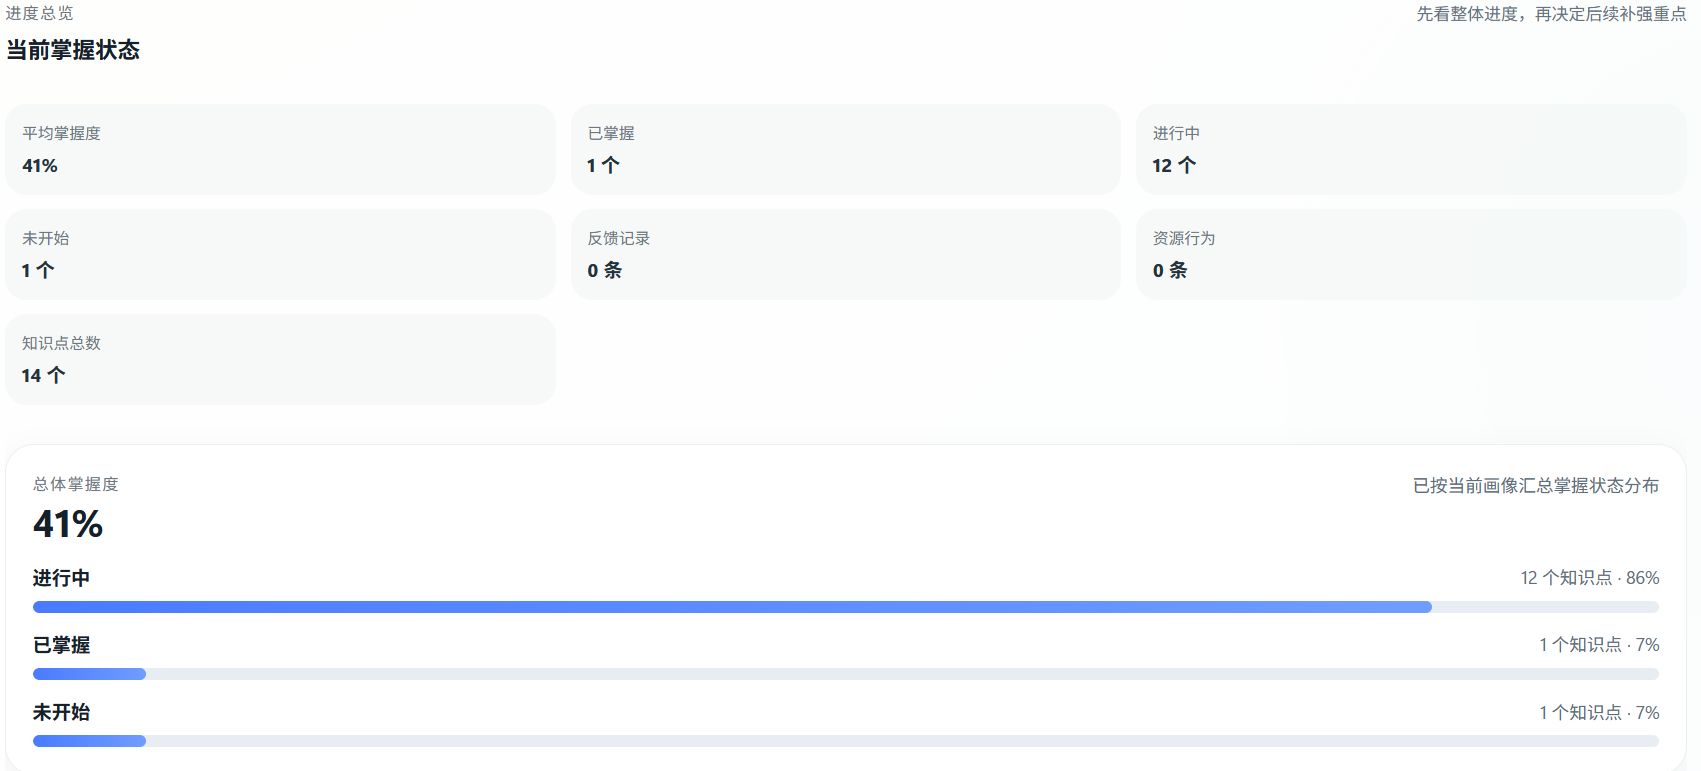 进度总览
先看整体进度，再决定后续补强重点
当前掌握状态
平均掌握度
41%
已掌握
1 个
进行中
12 个
未开始
1 个
反馈记录
0 条
资源行为
0 条
知识点总数
14 个
总体掌握度
已按当前画像汇总掌握状态分布
41%
进行中
12 个知识点 · 86%
已掌握
1 个知识点 · 7%
未开始
1 个知识点 · 7%